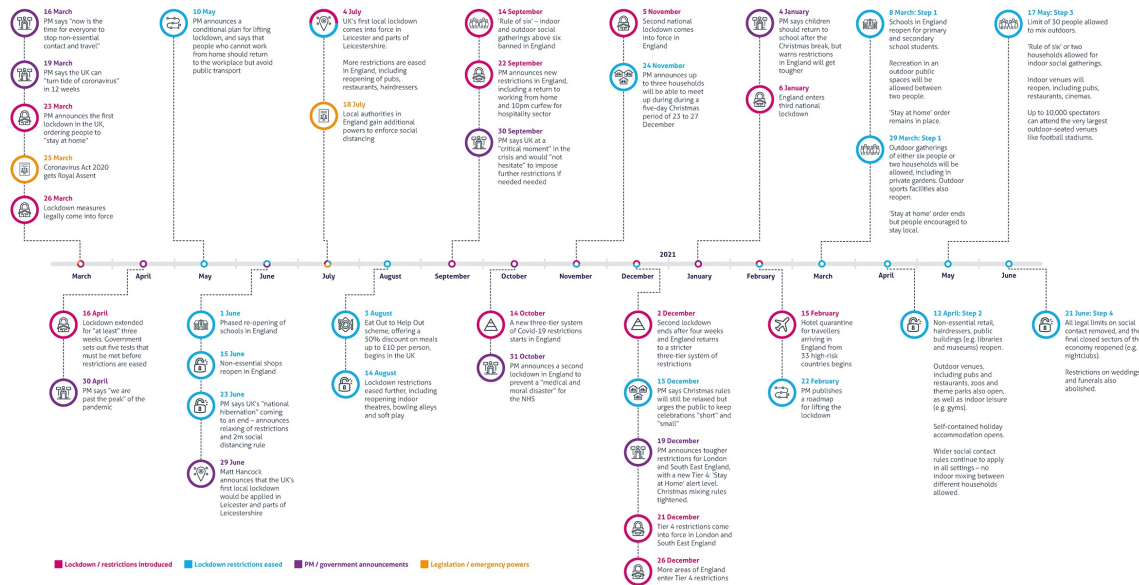 16 March
PM says "now is the
time for everyone to
stop non-essential
contact and travel"
19 March
PM says the UK can
"turn tide of coronavirus"
in 12 weeks
23 March
PM announces the first
lockdown in the UK,
ordering people to
"stay at home"
25 March
Coronavirus Act 2020
gets Royal Assent
26 March
Lockdown measures
legally come into force
10 May
PM announces a
conditional plan for lifting
lockdown, and says that
people who cannot work
from home should return
to the workplace but avoid
public transport
4 July
UK's first local lockdown
comes into force in
Leicester and parts of
Leicestershire.
More restrictions are eased
in England, including
reopening of pubs,
restaurants, hairdressers.
18 July
Local authorities in
England gain additional
powers to enforce social
distancing
14 September
'Rule of six' – indoor
and outdoor social
gatherings above six
banned in England
22 September
PM announces new
restrictions in England,
including a return to
working from home
and 10pm curfew for
hospitality sector
30 September
PM says UK at a
"critical moment" in the
crisis and would "not
hesitate" to impose
further restrictions if
needed needed
5 November
Second national
lockdown comes
into force in
England
24 November
PM announces up
to three households
will be able to meet
up during during a
five-day Christmas
period of 23 to 27
December
4 January
PM says children
should return to
school after the
Christmas break, but
warns restrictions
in England will get
tougher
6 January
England enters
third national
lockdown
8 March: Step 1
Schools in England
reopen for primary
and secondary
school students.
Recreation in an
outdoor public
spaces will be
allowed between
two people.
'Stay at home' order
remains in place.
29 March: Step 1
Outdoor gatherings
of either six people or
two households will be
allowed, including in
private gardens. Outdoor
sports facilities also
reopen.
'Stay at home' order ends
but people encouraged to
stay local.
17 May: Step 3
Limit of 30 people allowed
to mix outdoors.
'Rule of six' or two
households allowed for
indoor social gatherings.
Indoor venues will
reopen, including pubs,
restaurants, cinemas.
Up to 10,000 spectators
can attend the very largest
outdoor-seated venues
like football stadiums.
2021
March
April
May
June
July
August
September
October
November
December
January
February
March
April
May
June
16 April
Lockdown extended
for "at least" three
weeks. Government
sets out five tests that
must be met before
restrictions are eased
30 April
PM says "we are
past the peak" of the
pandemic
1 June
Phased re-opening of
schools in England
15 June
Non-essential shops
reopen in England
23 June
PM says UK's "national
hibernation" coming
to an end – announces
relaxing of restrictions
and 2m social
distancing rule
29 June
Matt Hancock
announces that the UK's
first local lockdown
would be applied in
Leicester and parts of
Leicestershire
3 August
Eat Out to Help Out
scheme, offering a
50% discount on meals
up to £10 per person,
begins in the UK
14 August
Lockdown restrictions
eased further, including
reopening indoor
theatres, bowling alleys
and soft play
14 October
A new three-tier system
of Covid-19 restrictions
starts in England
31 October
PM announces a second
lockdown in England to
prevent a "medical and
moral disaster" for
the NHS
2 December
Second lockdown
ends after four weeks
and England returns
to a stricter
three-tier system of
restrictions
15 December
PM says Christmas rules
will still be relaxed but
urges the public to keep
celebrations "short" and
"small"
19 December
PM announces tougher
restrictions for London
and South East England,
with a new Tier 4: 'Stay
at Home' alert level.
Christmas mixing rules
tightened.
21 December
Tier 4 restrictions come
into force in London and
South East England
26 December
More areas of England
enter Tier 4 restrictions
15 February
Hotel quarantine
for travellers
arriving in
England from
33 high-risk
countries begins
22 February
PM publishes
a roadmap
for lifting the
lockdown
12 April: Step 2
Non-essential retail,
hairdressers, public
buildings (e.g. libraries
and museums) reopen.
Outdoor venues,
including pubs and
restaurants, zoos and
theme parks also open,
as well as indoor leisure
(e.g. gyms).
Self-contained holiday
accommodation opens.
Wider social contact
rules continue to apply
in all settings – no
indoor mixing between
different households
allowed.
21 June: Step 4
All legal limits on social
contact removed, and the
final closed sectors of the
economy reopened (e.g.
nightclubs).
Restrictions on weddings
and funerals also
abolished.
Lockdown / restrictions introduced
Lockdown restrictions eased
PM / government announcements
Legislation / emergency powers